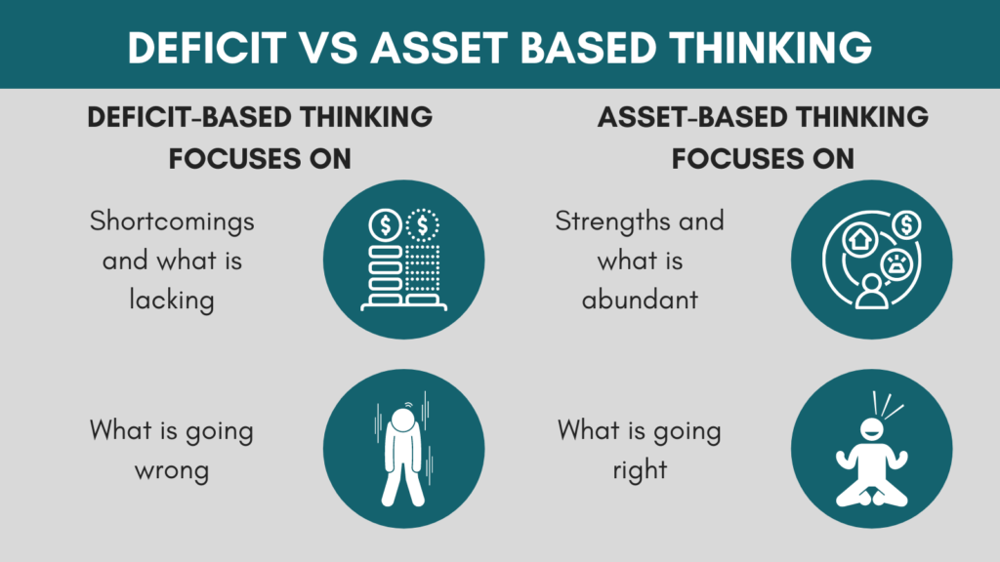 DEFICIT VS ASSET BASED THINKING
DEFICIT-BASED THINKING
FOCUSES ON
Shortcomings
and what is
lacking
$
$
What is going
wrong
ASSET-BASED THINKING
FOCUSES ON
Strengths and
what is
abundant
$
What is going
right